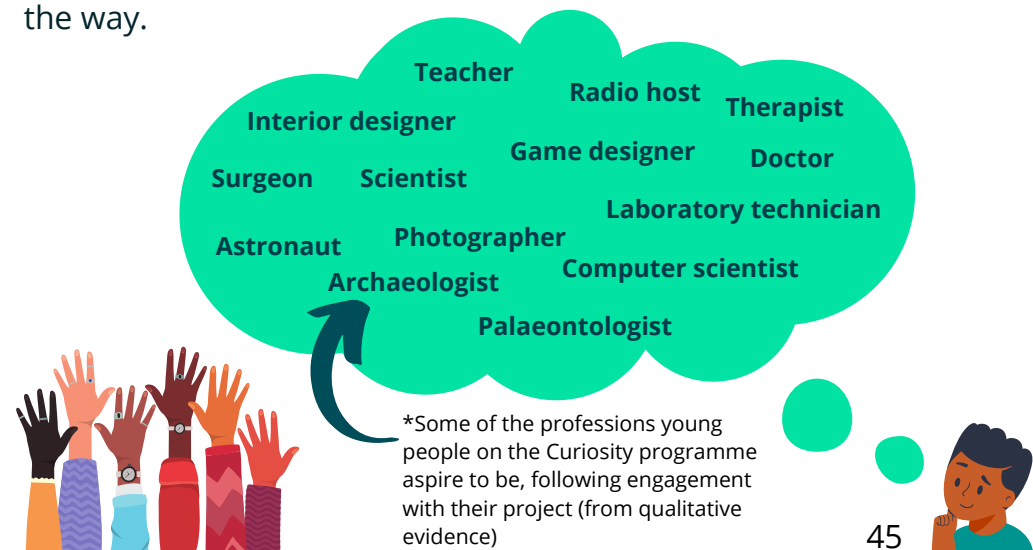 the way.
Teacher
Radio host
Therapist
Interior designer
Game designer
Doctor
Surgeon
Scientist
Laboratory technician
Photographer
Astronaut
Computer scientist
Archaeologist
Palaeontologist
*Some of the professions young
people on the Curiosity programme
aspire to be, following engagement
with their project (from qualitative
evidence)
45